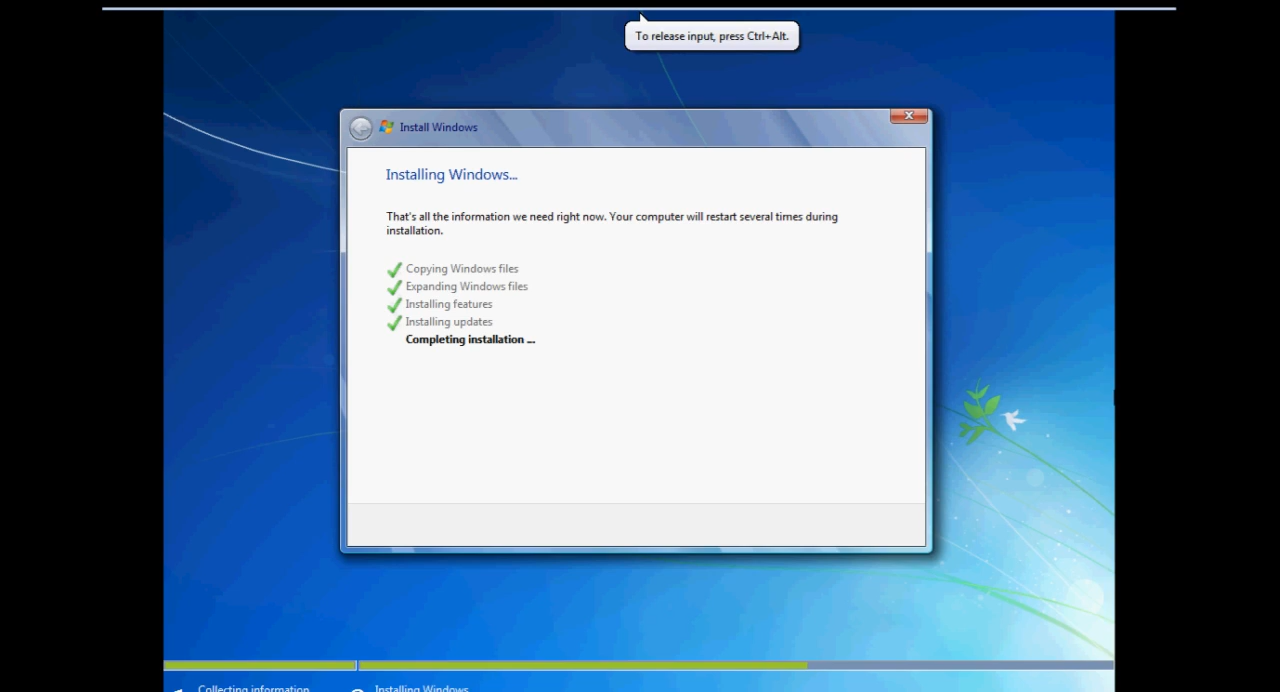 To release input, press Ctrl+Alt.
Install Windows
Installing Windows...
That's all the information we need right now. Your computer will restart several times during
installation.
Copying Windows files
Expanding Windows files
Installing features
Installing updates
Completing installation ...
Collecting information
Installing Windows